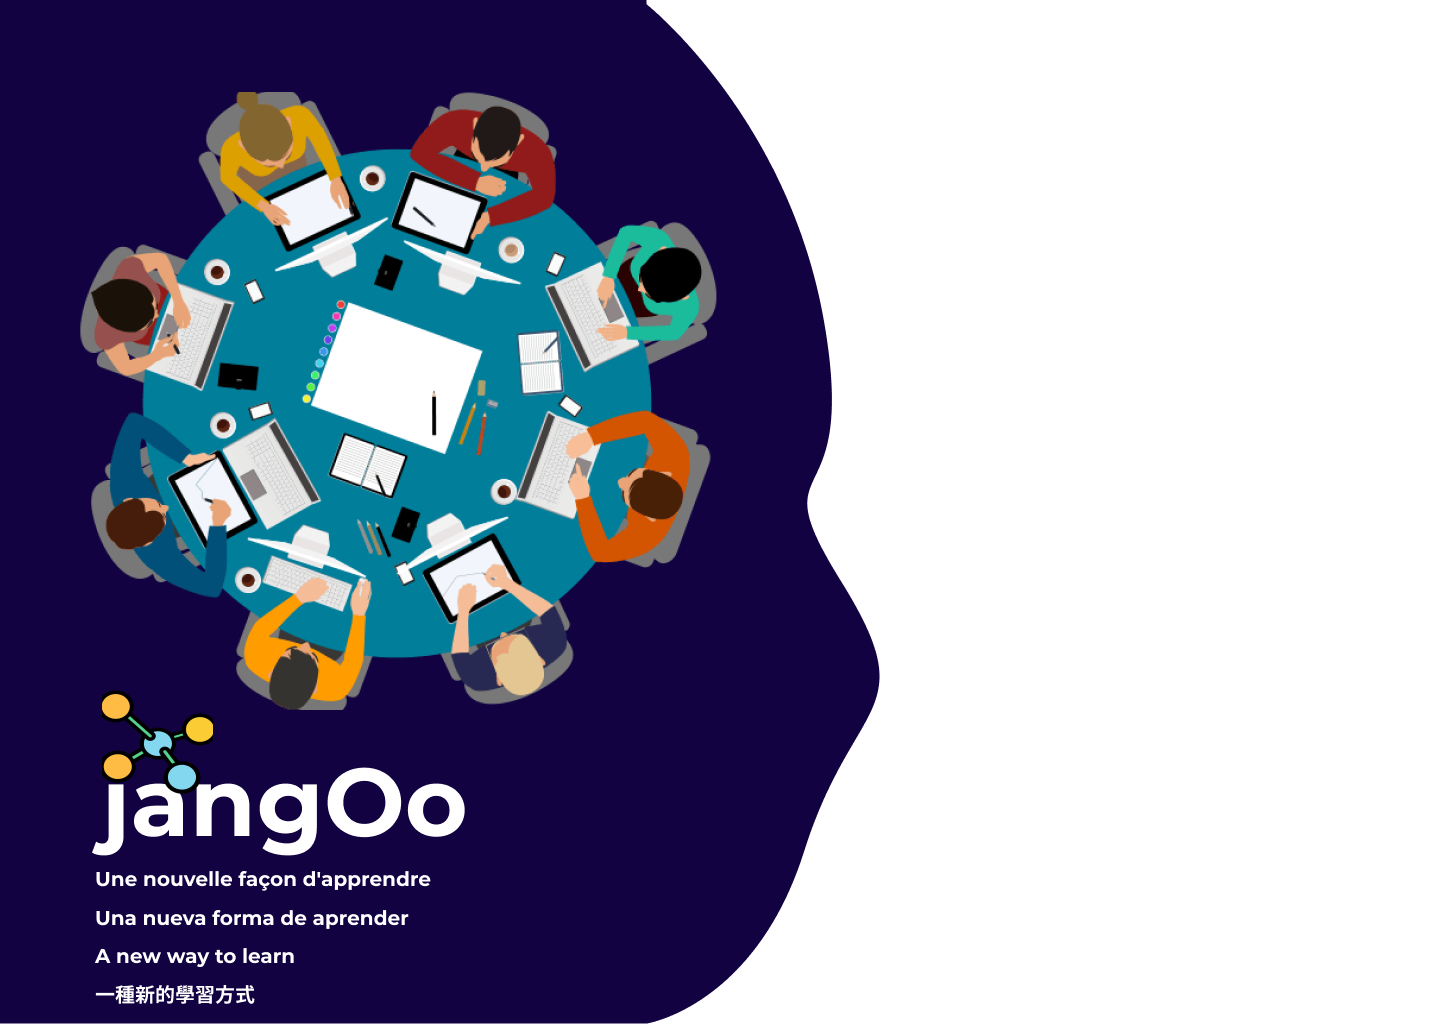 jangOo
Une nouvelle façon d'apprendre
Una nueva forma de aprender
A new way to learn
一種新的學習方式